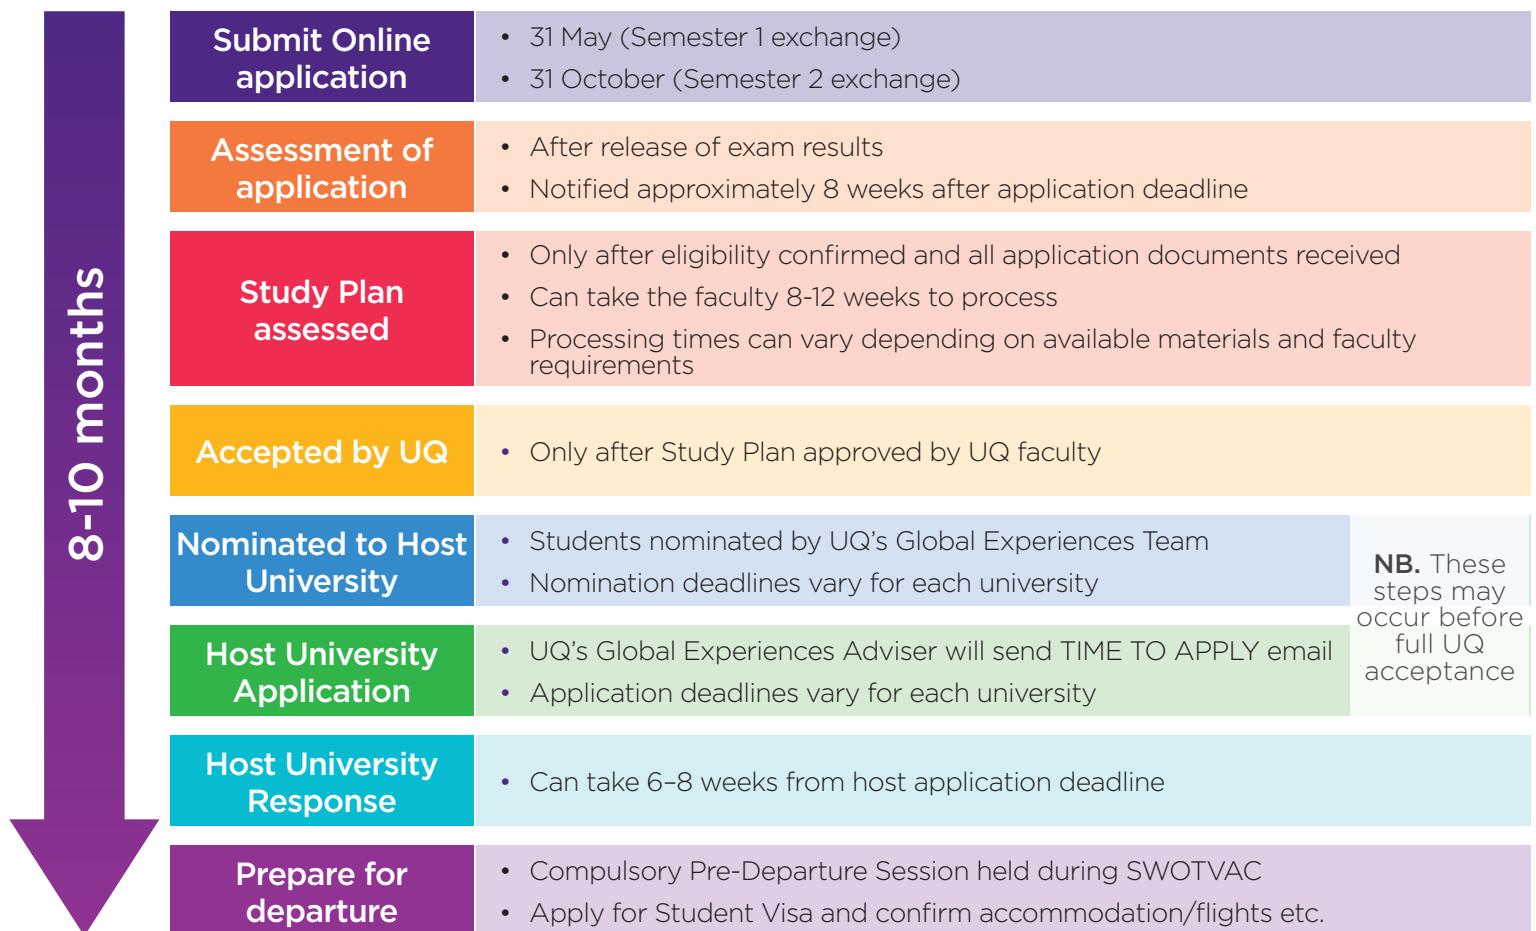 8-10 months
Submit Online
application
• 31 May (Semester 1 exchange)
• 31 October (Semester 2 exchange)
Assessment of
application
• After release of exam results
• Notified approximately 8 weeks after application deadline
Study Plan
assessed
• Only after eligibility confirmed and all application documents received
• Can take the faculty 8-12 weeks to process
• Processing times can vary depending on available materials and faculty
requirements
Accepted by UQ
• Only after Study Plan approved by UQ faculty
Nominated to Host
University
• Students nominated by UQ’s Global Experiences Team
• Nomination deadlines vary for each university
Host University
Application
• UQ’s Global Experiences Adviser will send TIME TO APPLY email
• Application deadlines vary for each university
NB. These
steps may
occur before
full UQ
acceptance
Host University
Response
• Can take 6–8 weeks from host application deadline
Prepare for
departure
• Compulsory Pre-Departure Session held during SWOTVAC
• Apply for Student Visa and confirm accommodation/flights etc.